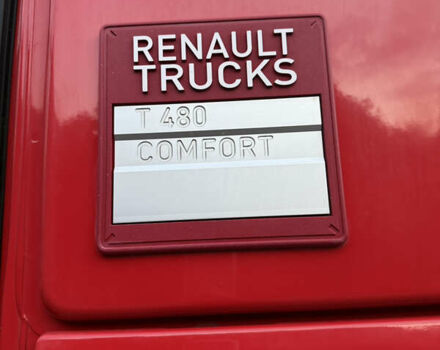 RENAULT
TRUCKS
T 480
COMFORT